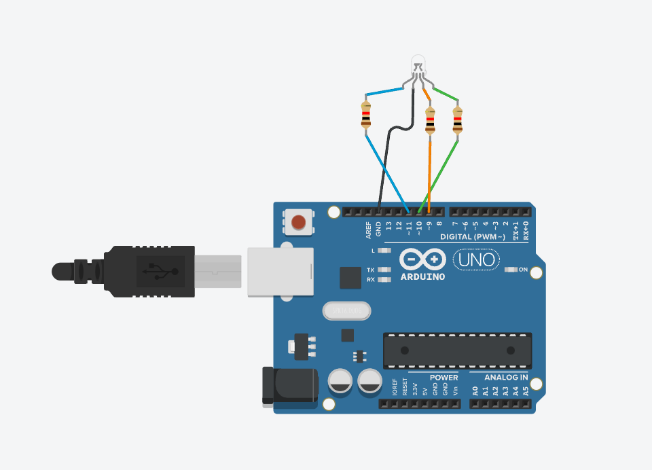 AREF
GND
13
12
~11
~10
~9
8
7
~6
~5
4
~3
2
TX→1
RX←0
DIGITAL (PWM~)
L
TX
RX
ARDUINO
UNO
ON
IOREF
RESET
3.3V
5V
GND
GND
Vin
POWER
ANALOG IN
A0
A1
A2
A3
A4
A5